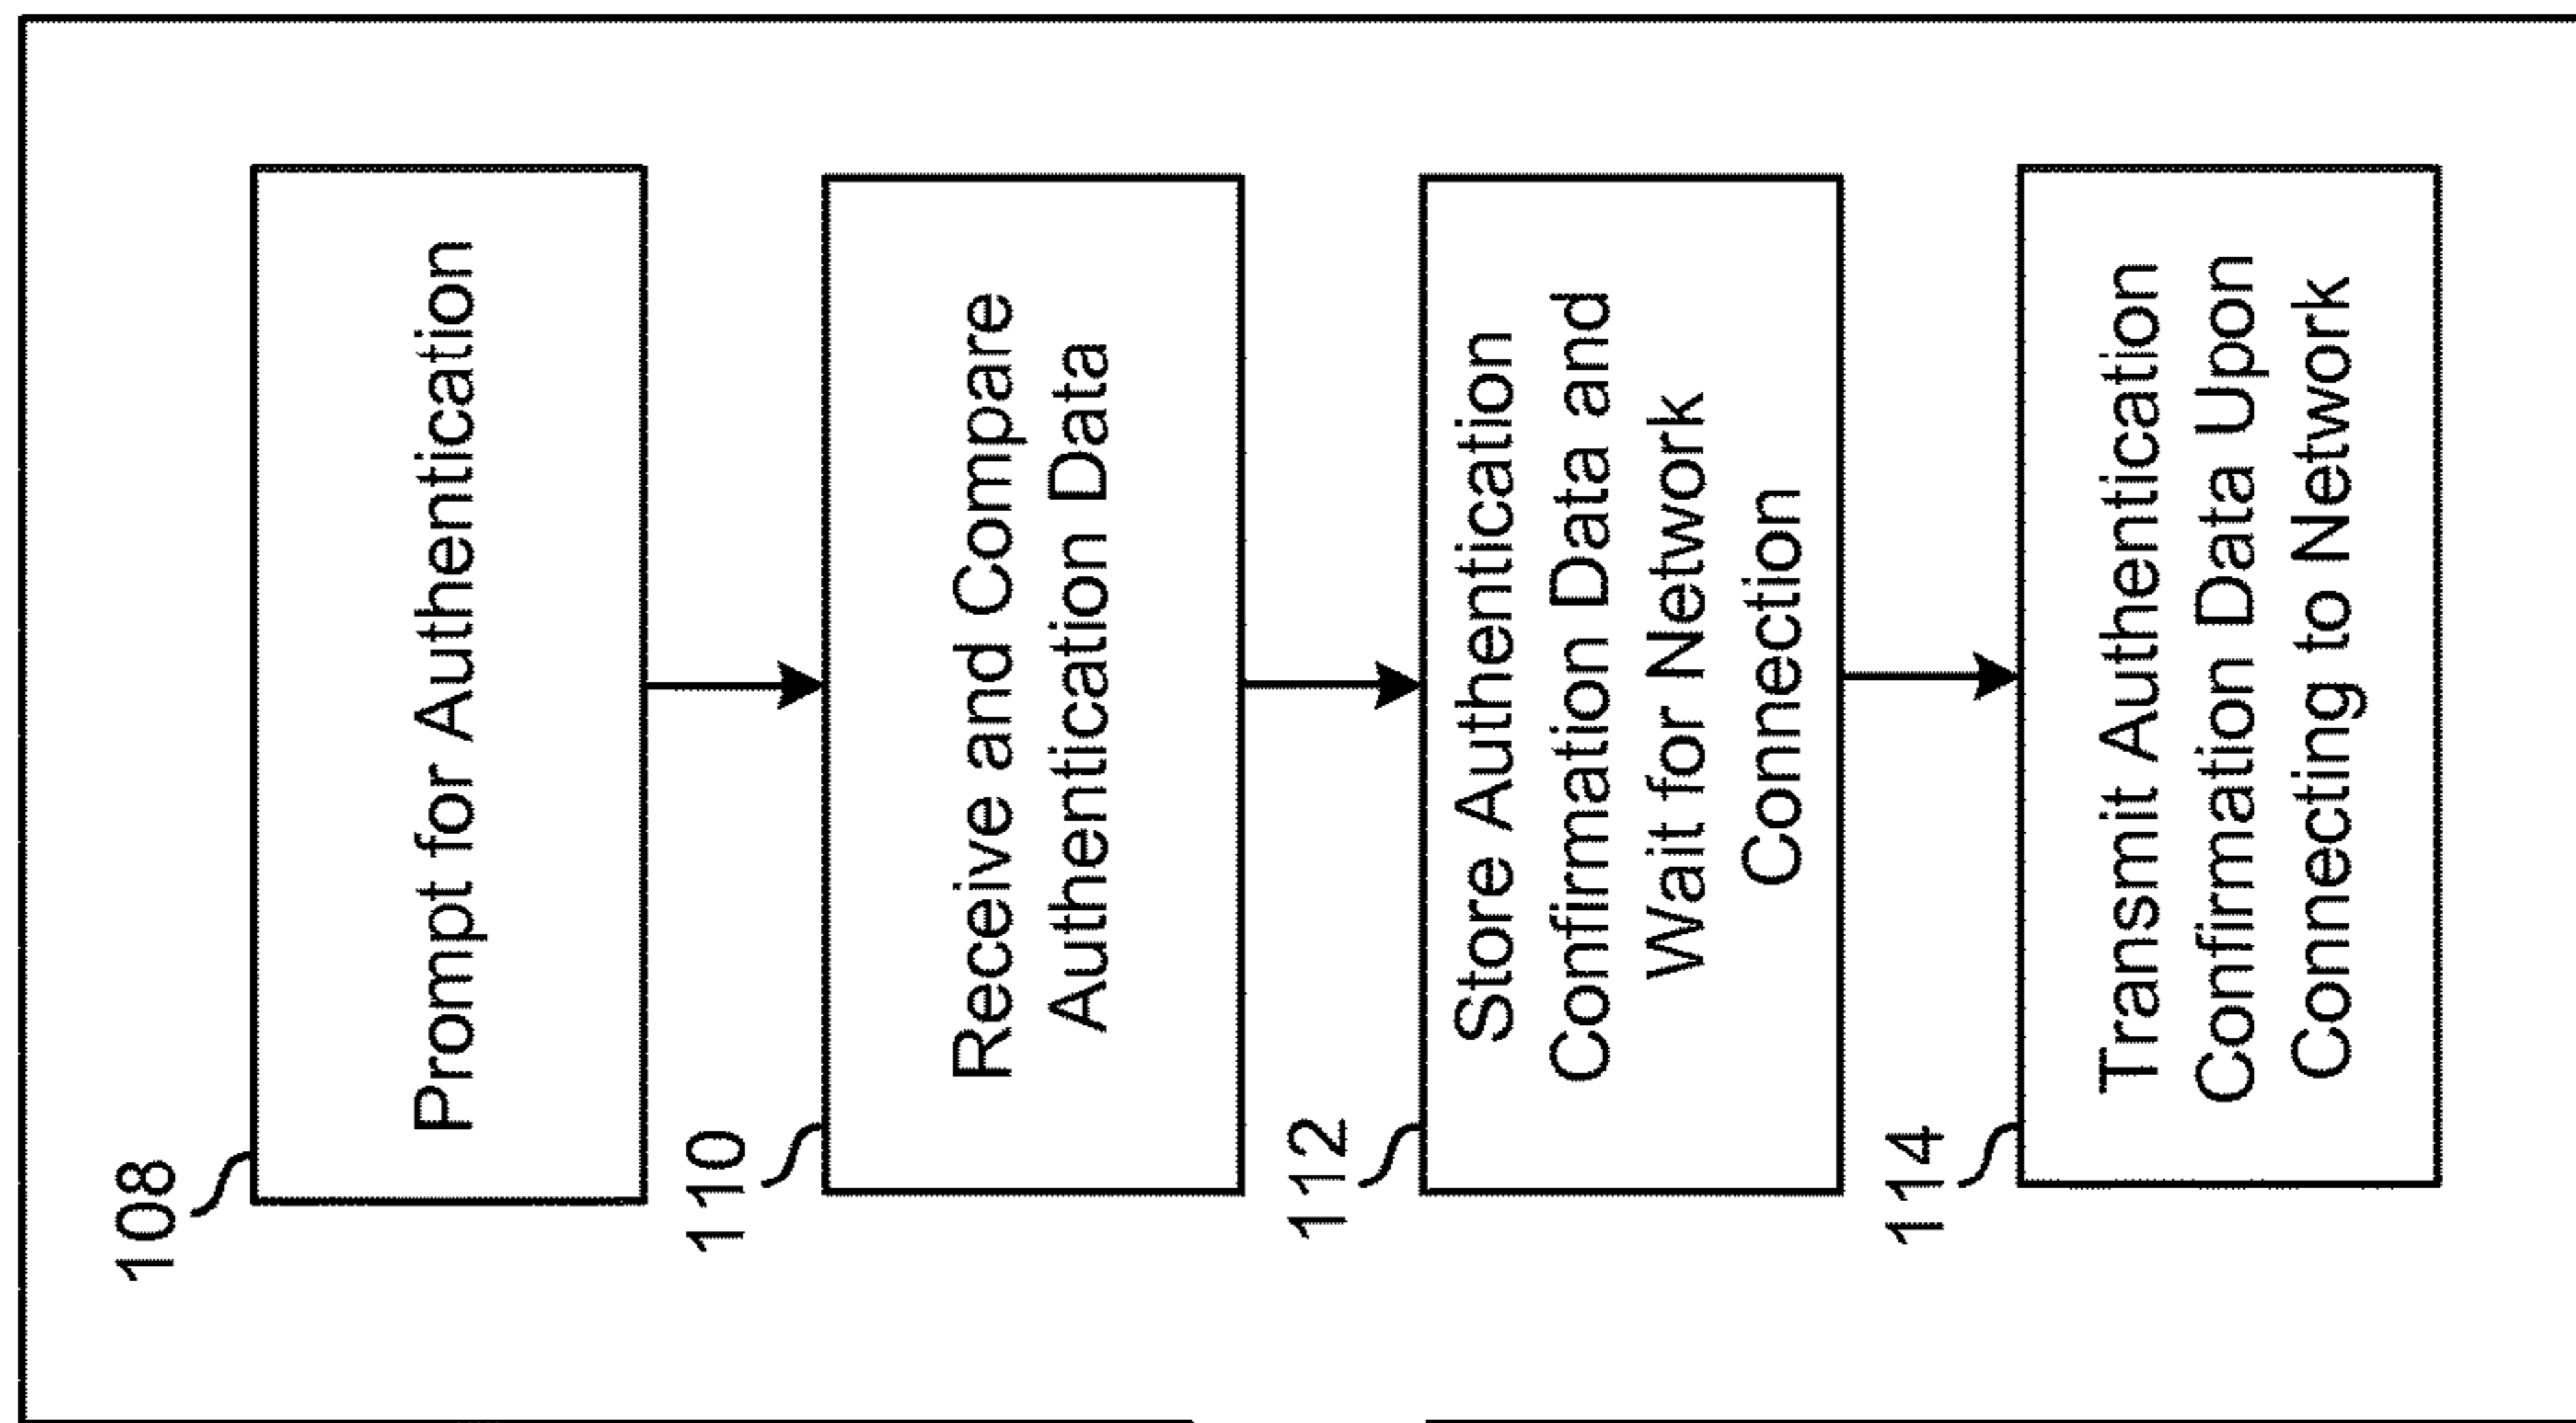 108
Prompt for Authentication
110
Receive and Compare
Authentication Data
112
Store Authentication
Confirmation Data and
Wait for Network
Connection
114
Transmit Authentication
Confirmation Data Upon
Connecting to Network